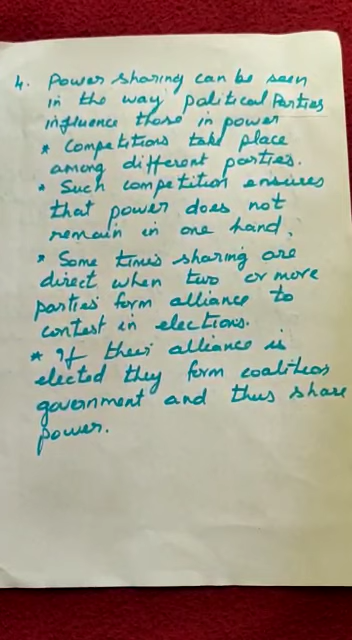 4. Power sharing can be seen
in the way political Parties
influence those in power
* Competitions take place
among different parties.
* Such competition ensures
that power does not
remain in one hand.
* Some times sharing are
direct when two or more
parties form alliance to
contest in elections.
* If their alliance is
elected they form coalition
government and thus share
power.